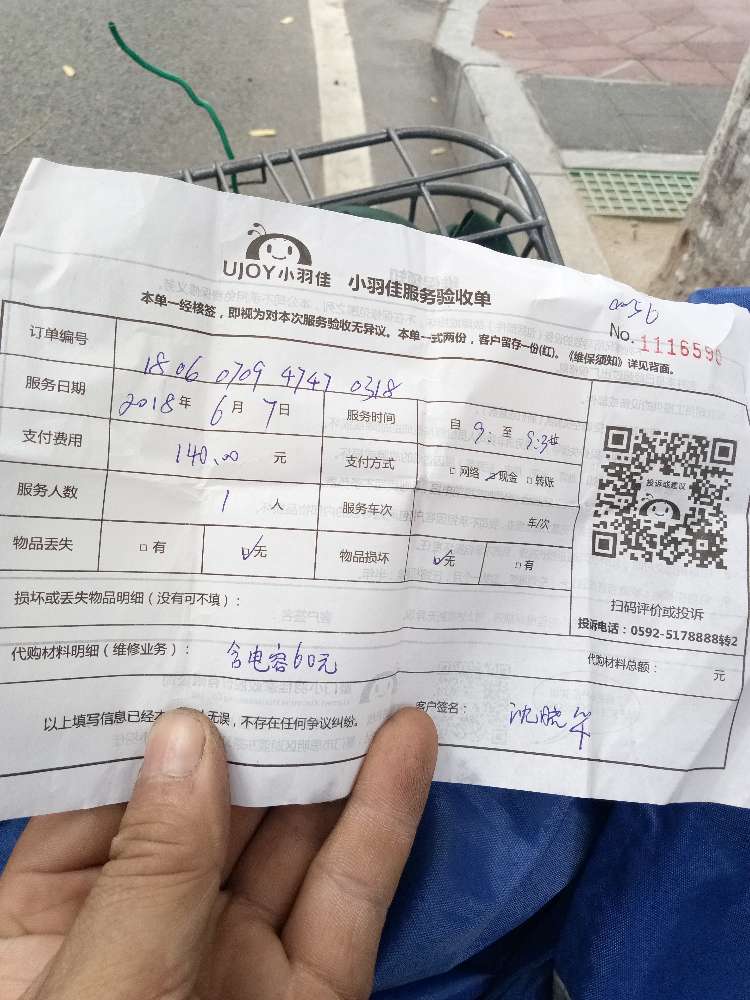 UJOY小羽佳 小羽佳服务验收单
本单一经核签，即视为对本次服务验收无异议。本单一式两份，客户留存一份(红)。《维保须知》详见背面。
No. 1116590
订单编号 1806 0709 4747 0318
服务日期 2018年 6月 7日 服务时间 自 9: 至 9:3
支付费用 140.00 元 支付方式 □网络 ☑现金 □转账
服务人数 1 人 服务车次 车/次
物品丢失 □有 ☑无 物品损坏 ☑无 □有
投诉或建议
扫码评价或投诉
投诉电话：0592-5178888转2
损坏或丢失物品明细（没有可不填）：
代购材料明细（维修业务）： 含电容60元 代购材料总额： 元
以上填写信息已经本 无误，不存在任何争议纠纷。 客户签名： 沈晓华